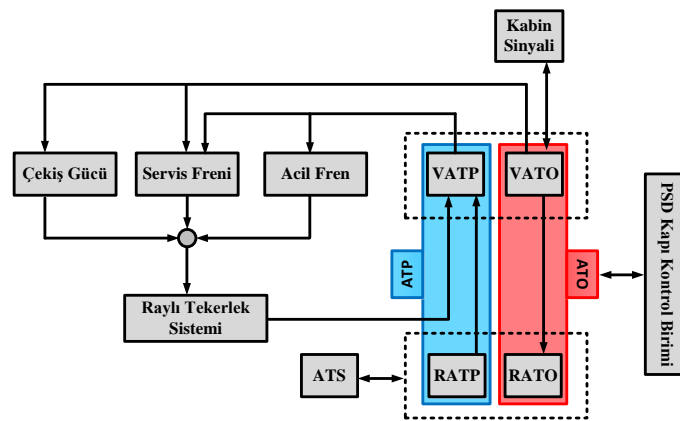 Kabin
Sinyali
Çekiş Gücü
Servis Freni
Acil Fren
VATP
VATO
PSD Kapı Kontrol Birimi
ATP
ATO
Raylı Tekerlek
Sistemi
ATS
RATP
RATO